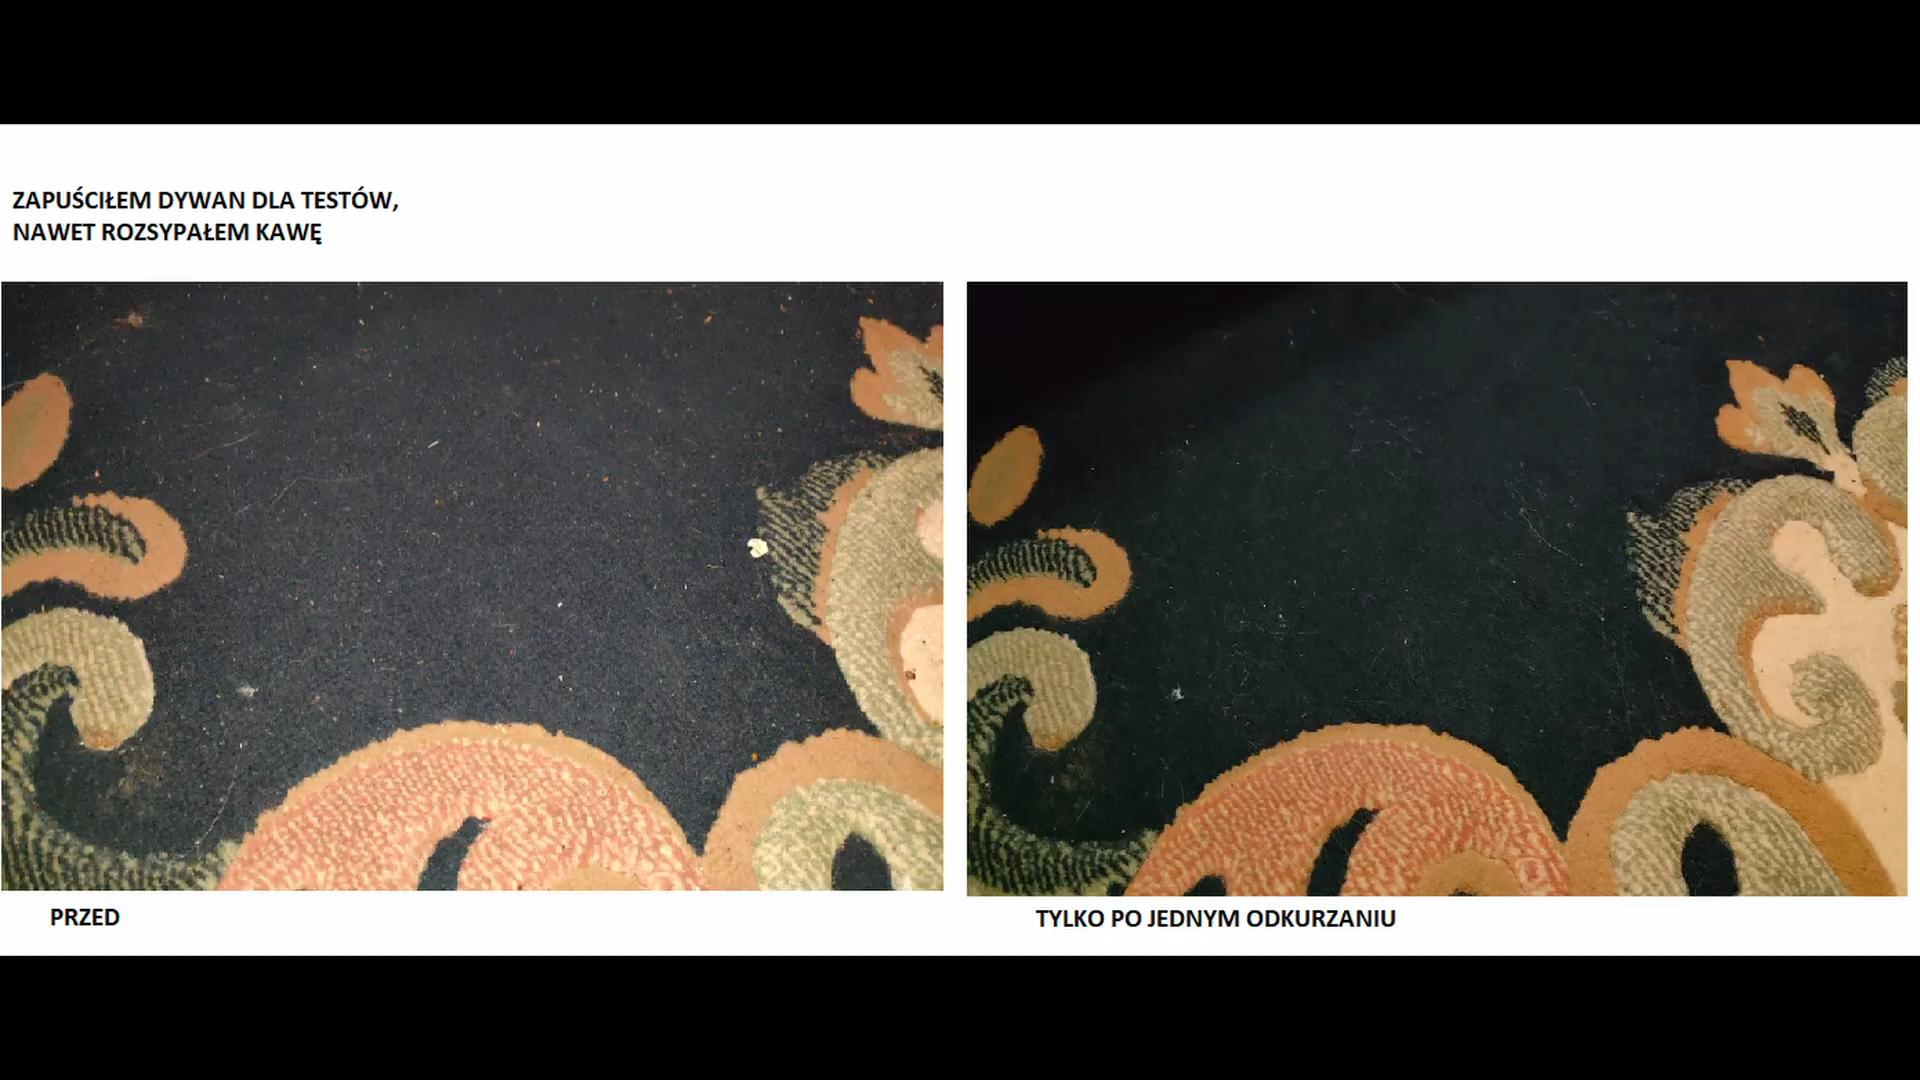 ZAPUŚCIŁEM DYWAN DLA TESTÓW,
NAWET ROZSYPAŁEM KAWĘ
PRZED
TYLKO PO JEDNYM ODKURZANIU